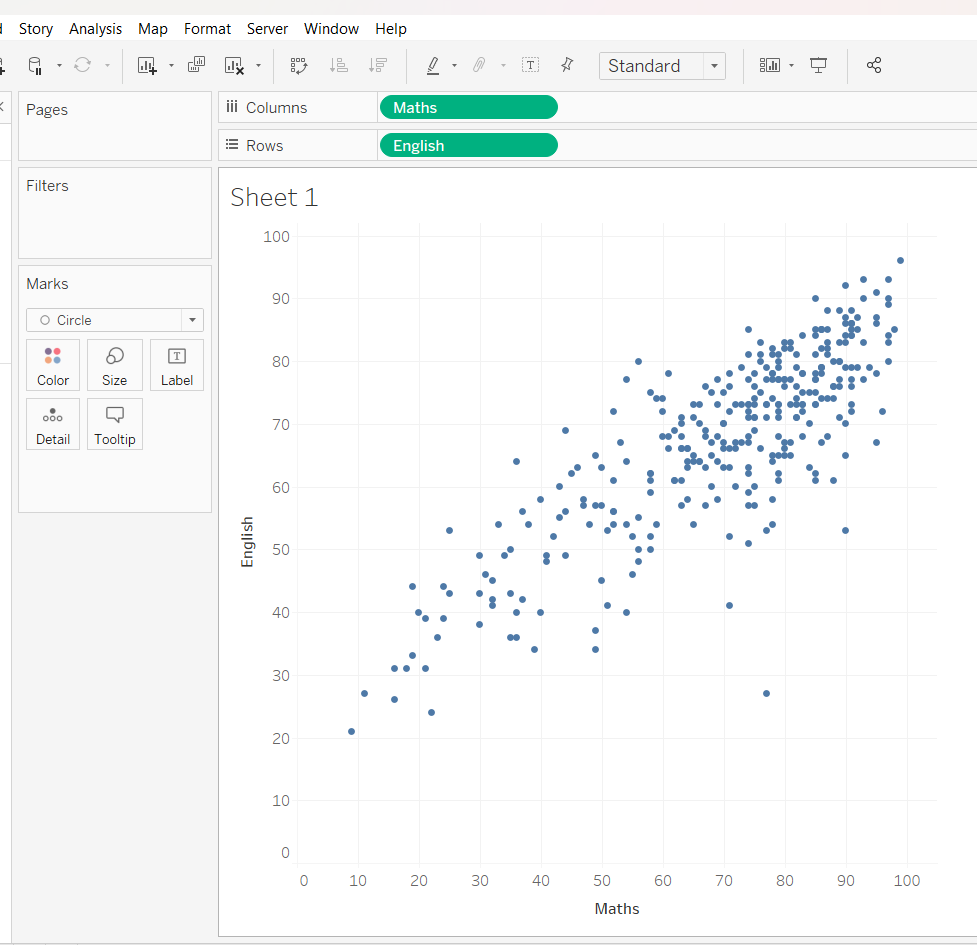 Story Analysis Map Format Server Window Help
Standard
Pages
Columns Maths
Rows English
Filters
Sheet 1
Marks
Circle
Color Size Label
Detail Tooltip
100
90
80
70
60
50
40
30
20
10
0
English
0 10 20 30 40 50 60 70 80 90 100
Maths